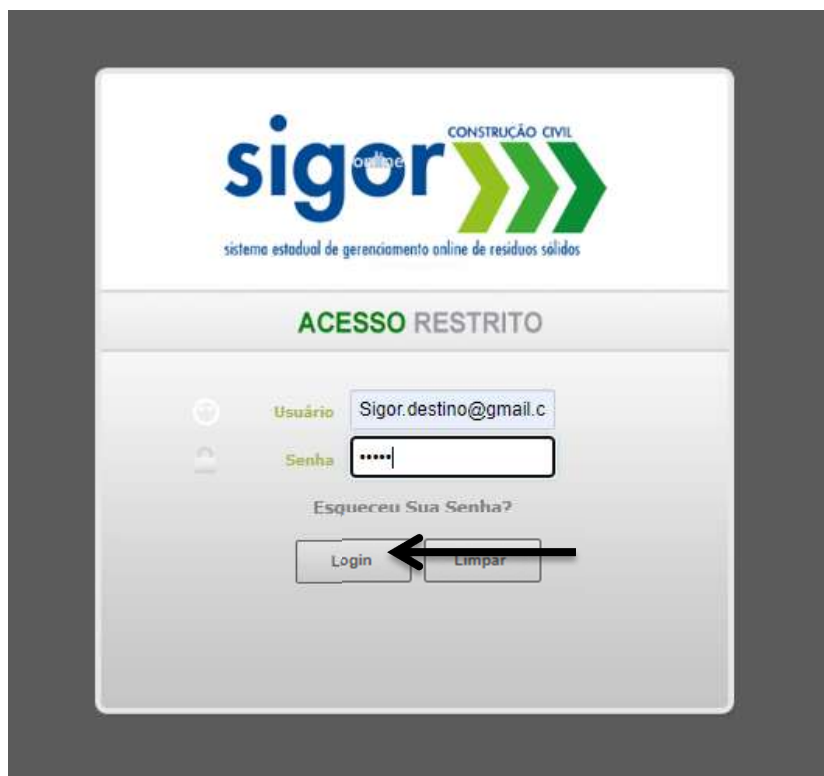 CONSTRUÇÃO CIVIL
sigor
online
sistema estadual de gerenciamento online de resíduos sólidos
ACESSO RESTRITO
Usuário Sigor.destino@gmail.c
Senha •••••
Esqueceu Sua Senha?
Login Limpar